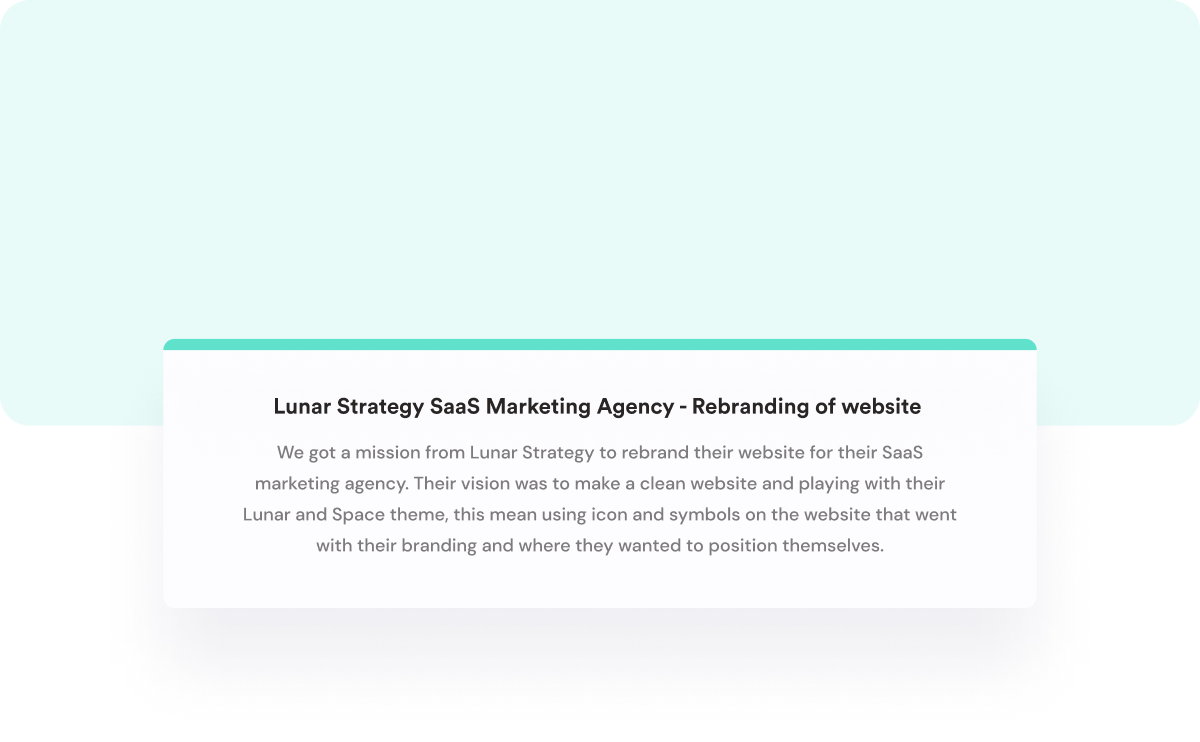 Lunar Strategy SaaS Marketing Agency - Rebranding of website
We got a mission from Lunar Strategy to rebrand their website for their SaaS
marketing agency. Their vision was to make a clean website and playing with their
Lunar and Space theme, this mean using icon and symbols on the website that went
with their branding and where they wanted to position themselves.